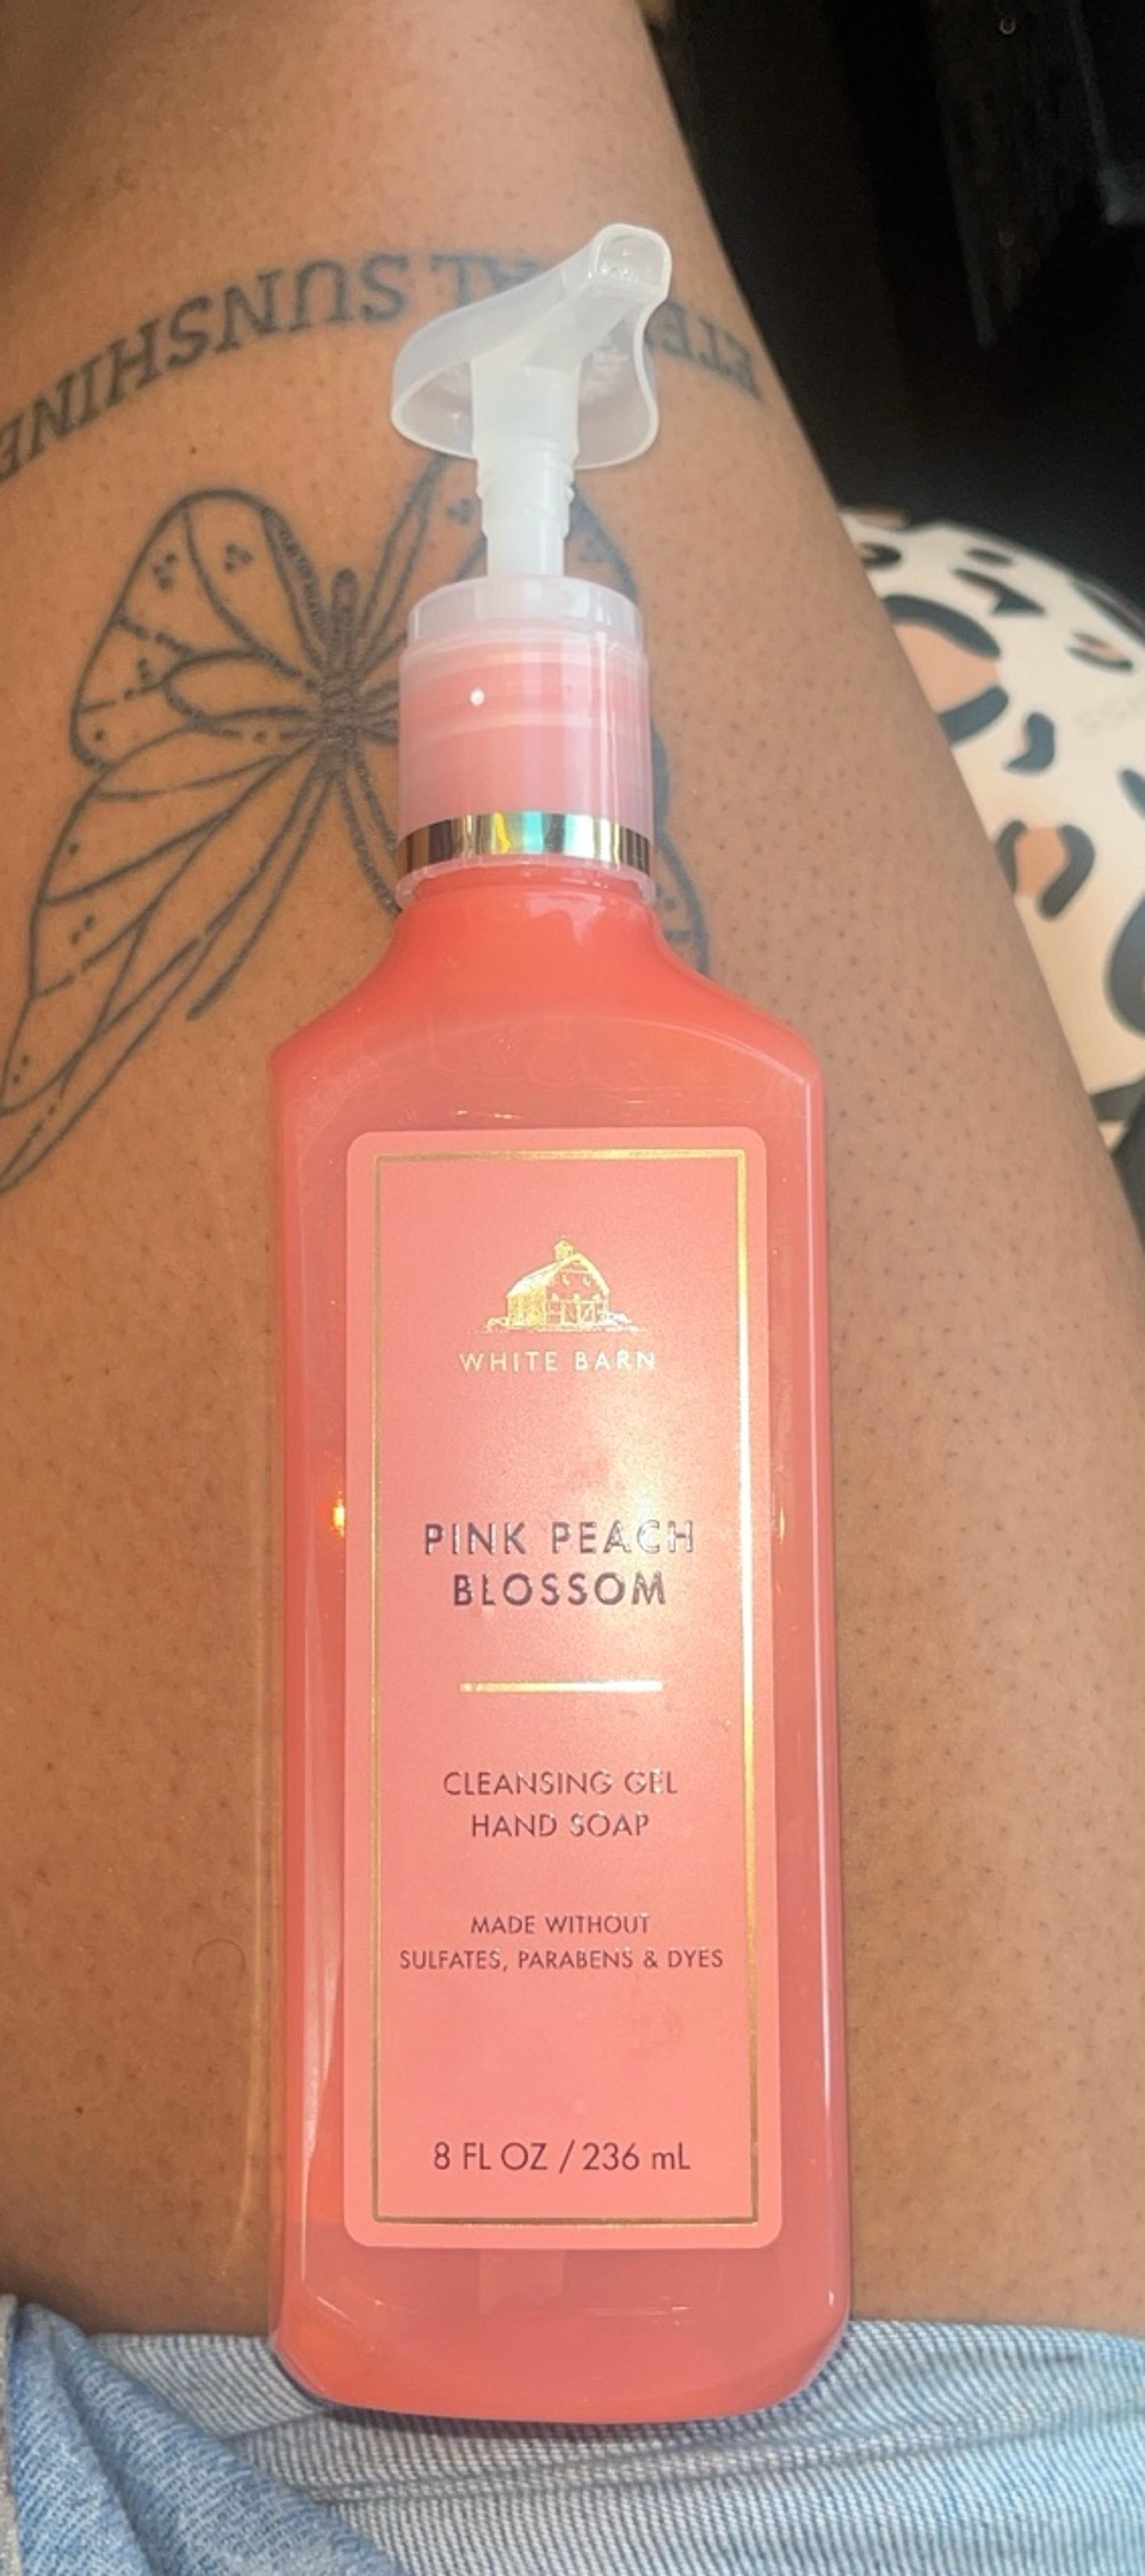 SUNSHINE
WHITE BARN
PINK PEACH
BLOSSOM
CLEANSING GEL
HAND SOAP
MADE WITHOUT
SULFATES, PARABENS & DYES
8 FL OZ / 236 mL